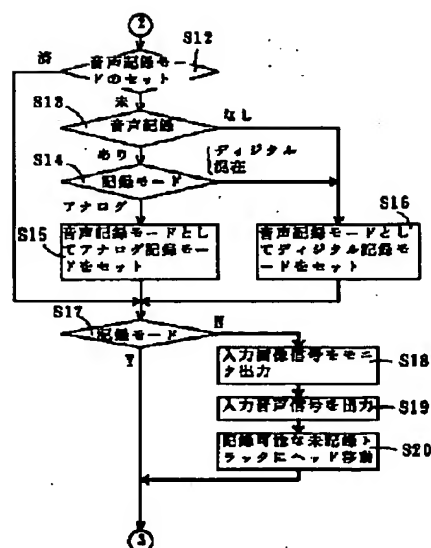 2
S12
済
音声記録モー
ドのセット
未
S13
音声記録
なし
あり
S14
記録モード
ディジタル
混在
アナログ
S15
音声記録モードとし
てアナログ記録モー
ドをセット
S16
音声記録モードとし
てディジタル記録モ
ードをセット
S17
記録モード
N
Y
入力画像信号をモニ
タ出力
S18
入力音声信号を出力
S19
記録可能な未記録ト
ラックにヘッド移動
S20
3